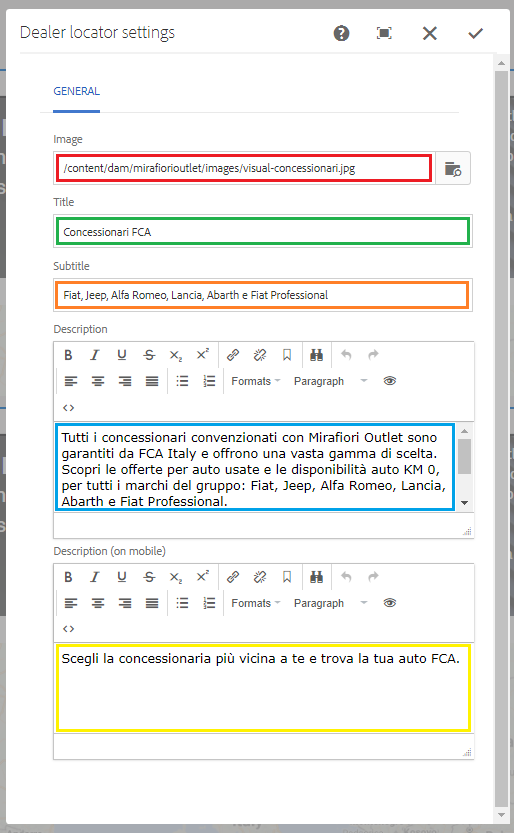 Dealer locator settings
GENERAL
Image
/content/dam/mirafiorioutlet/images/visual-concessionari.jpg
Title
Concessionari FCA
Subtitle
Fiat, Jeep, Alfa Romeo, Lancia, Abarth e Fiat Professional
Description
B I U S X₂ X²
Formats Paragraph
<>
Tutti i concessionari convenzionati con Mirafiori Outlet sono
garantiti da FCA Italy e offrono una vasta gamma di scelta.
Scopri le offerte per auto usate e le disponibilità auto KM 0,
per tutti i marchi del gruppo: Fiat, Jeep, Alfa Romeo, Lancia,
Abarth e Fiat Professional.
Description (on mobile)
B I U S X₂ X²
Formats Paragraph
<>
Scegli la concessionaria più vicina a te e trova la tua auto FCA.